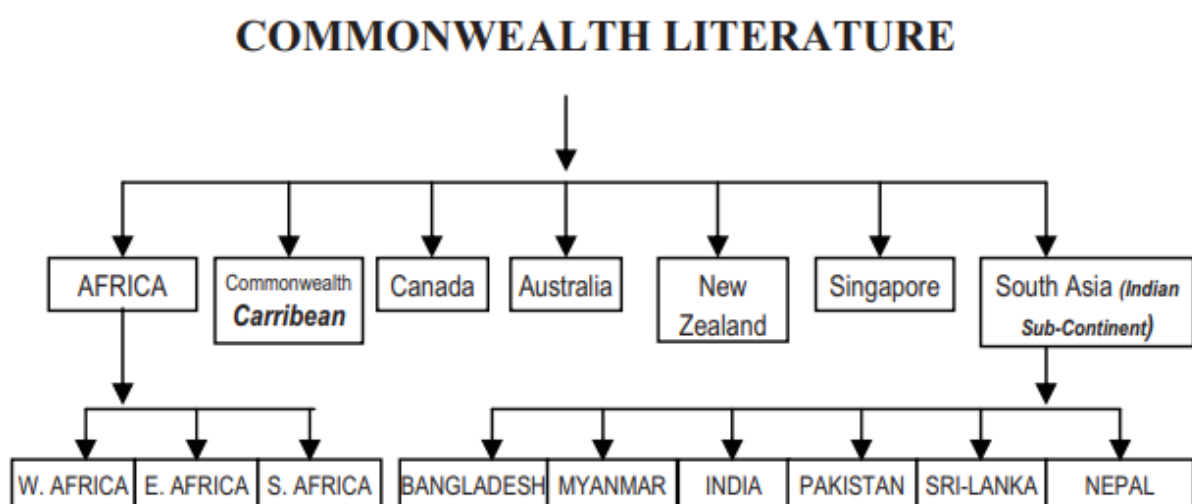 COMMONWEALTH LITERATURE
AFRICA
Commonwealth
Carribean
Canada
Australia
New
Zealand
Singapore
South Asia (Indian
Sub-Continent)
W. AFRICA
E. AFRICA
S. AFRICA
BANGLADESH
MYANMAR
INDIA
PAKISTAN
SRI-LANKA
NEPAL